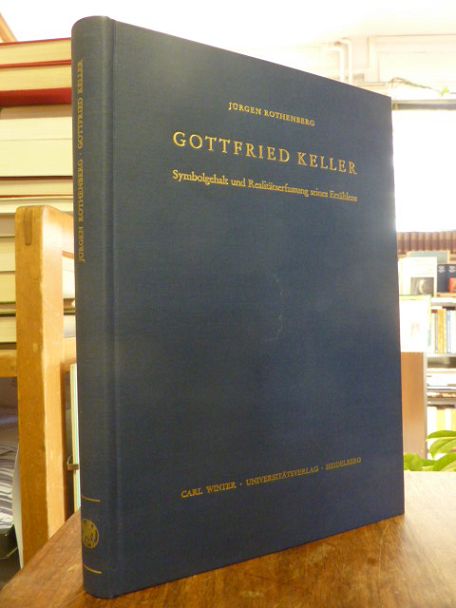 JÜRGEN ROTHENBERG
GOTTFRIED KELLER
Symbolgehalt und Realitätserfassung seines Erzählens
CARL WINTER · UNIVERSITÄTSVERLAG · HEIDELBERG
JÜRGEN ROTHENBERG · GOTTFRIED KELLER